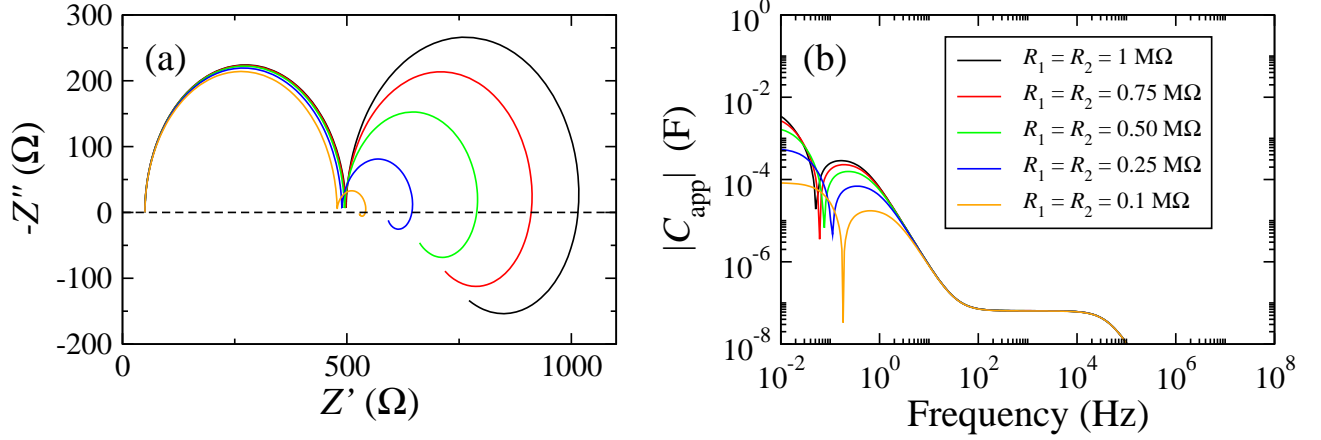 300
200
100
0
-100
-200
-Z'' (Ω)
(a)
0
500
1000
Z' (Ω)
10^0
10^-2
10^-4
10^-6
10^-8
|C_app| (F)
(b)
R_1 = R_2 = 1 MΩ
R_1 = R_2 = 0.75 MΩ
R_1 = R_2 = 0.50 MΩ
R_1 = R_2 = 0.25 MΩ
R_1 = R_2 = 0.1 MΩ
10^-2
10^0
10^2
10^4
10^6
10^8
Frequency (Hz)